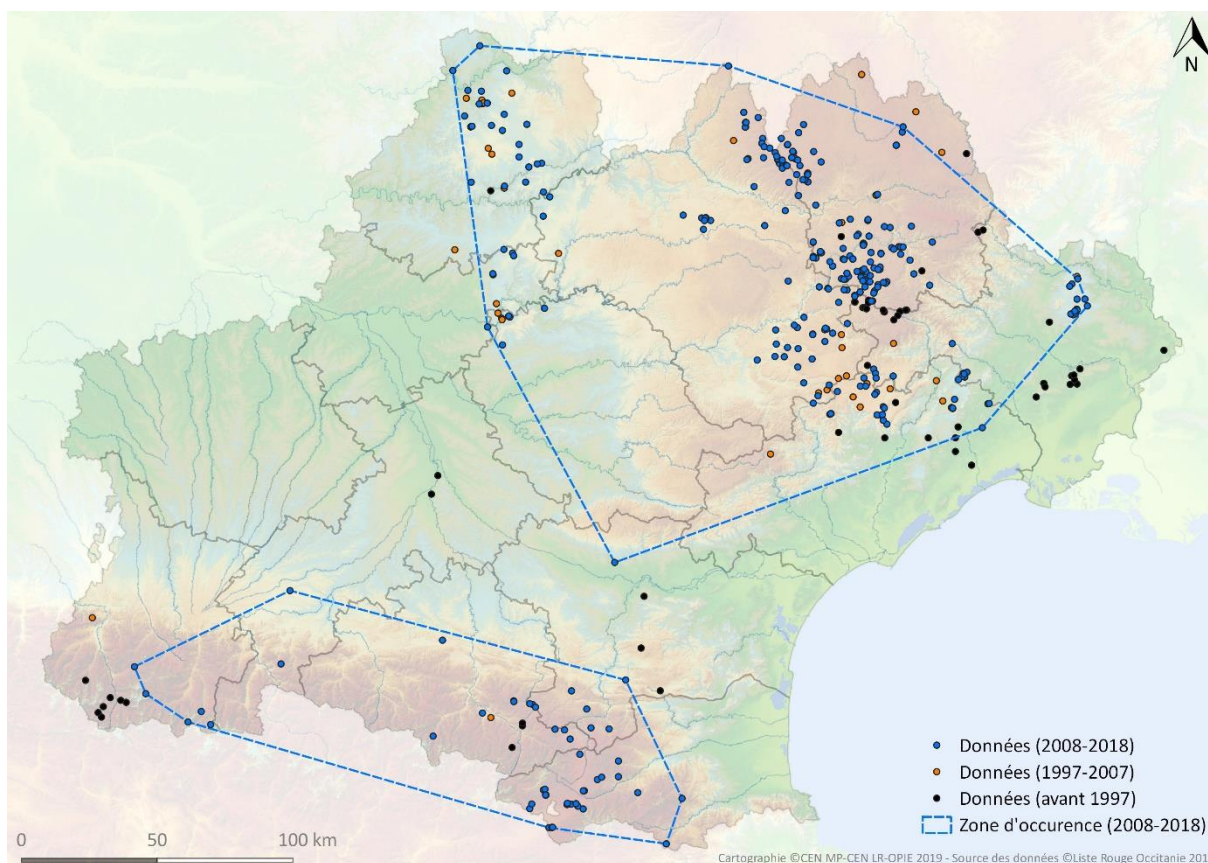 N
Données (2008-2018)
Données (1997-2007)
Données (avant 1997)
Zone d'occurence (2008-2018)
0 50 100 km
Cartographie ©CEN MP-CEN LR-OPIE 2019 - Source des données ©Liste Rouge Occitanie 201